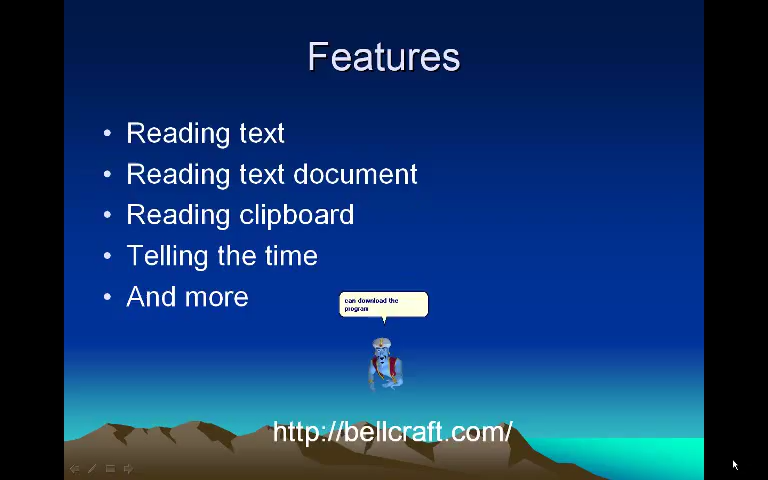 Features
• Reading text
• Reading text document
• Reading clipboard
• Telling the time
• And more
can download the
program
http://bellcraft.com/